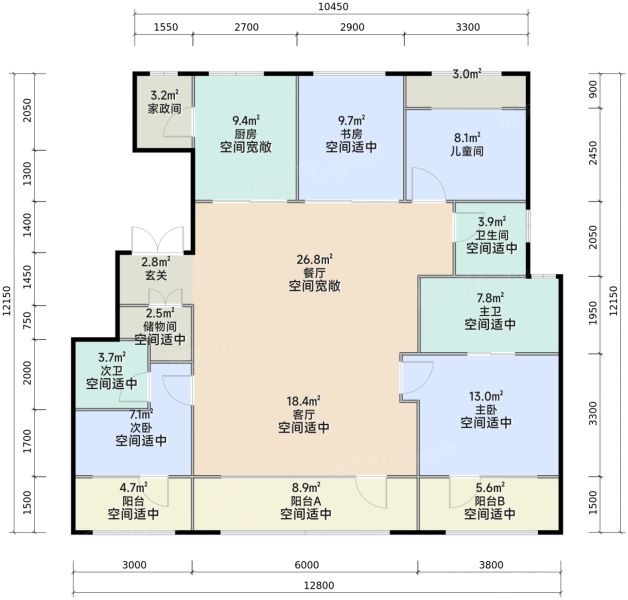 10450
1550
2700
2900
3300
3.0㎡
3.2㎡
家政间
9.4㎡
厨房
空间宽敞
9.7㎡
书房
空间适中
8.1㎡
儿童间
2050
1300
1400
1450
750
2000
1700
1500
12150
900
2450
2050
1950
3300
1500
12150
3.9㎡
卫生间
空间适中
2.8㎡
玄关
26.8㎡
餐厅
空间宽敞
2.5㎡
储物间
空间适中
7.8㎡
主卫
空间适中
3.7㎡
次卫
空间适中
7.1㎡
次卧
空间适中
18.4㎡
客厅
空间适中
13.0㎡
主卧
空间适中
4.7㎡
阳台
空间适中
8.9㎡
阳台A
空间适中
5.6㎡
阳台B
空间适中
3000
6000
3800
12800